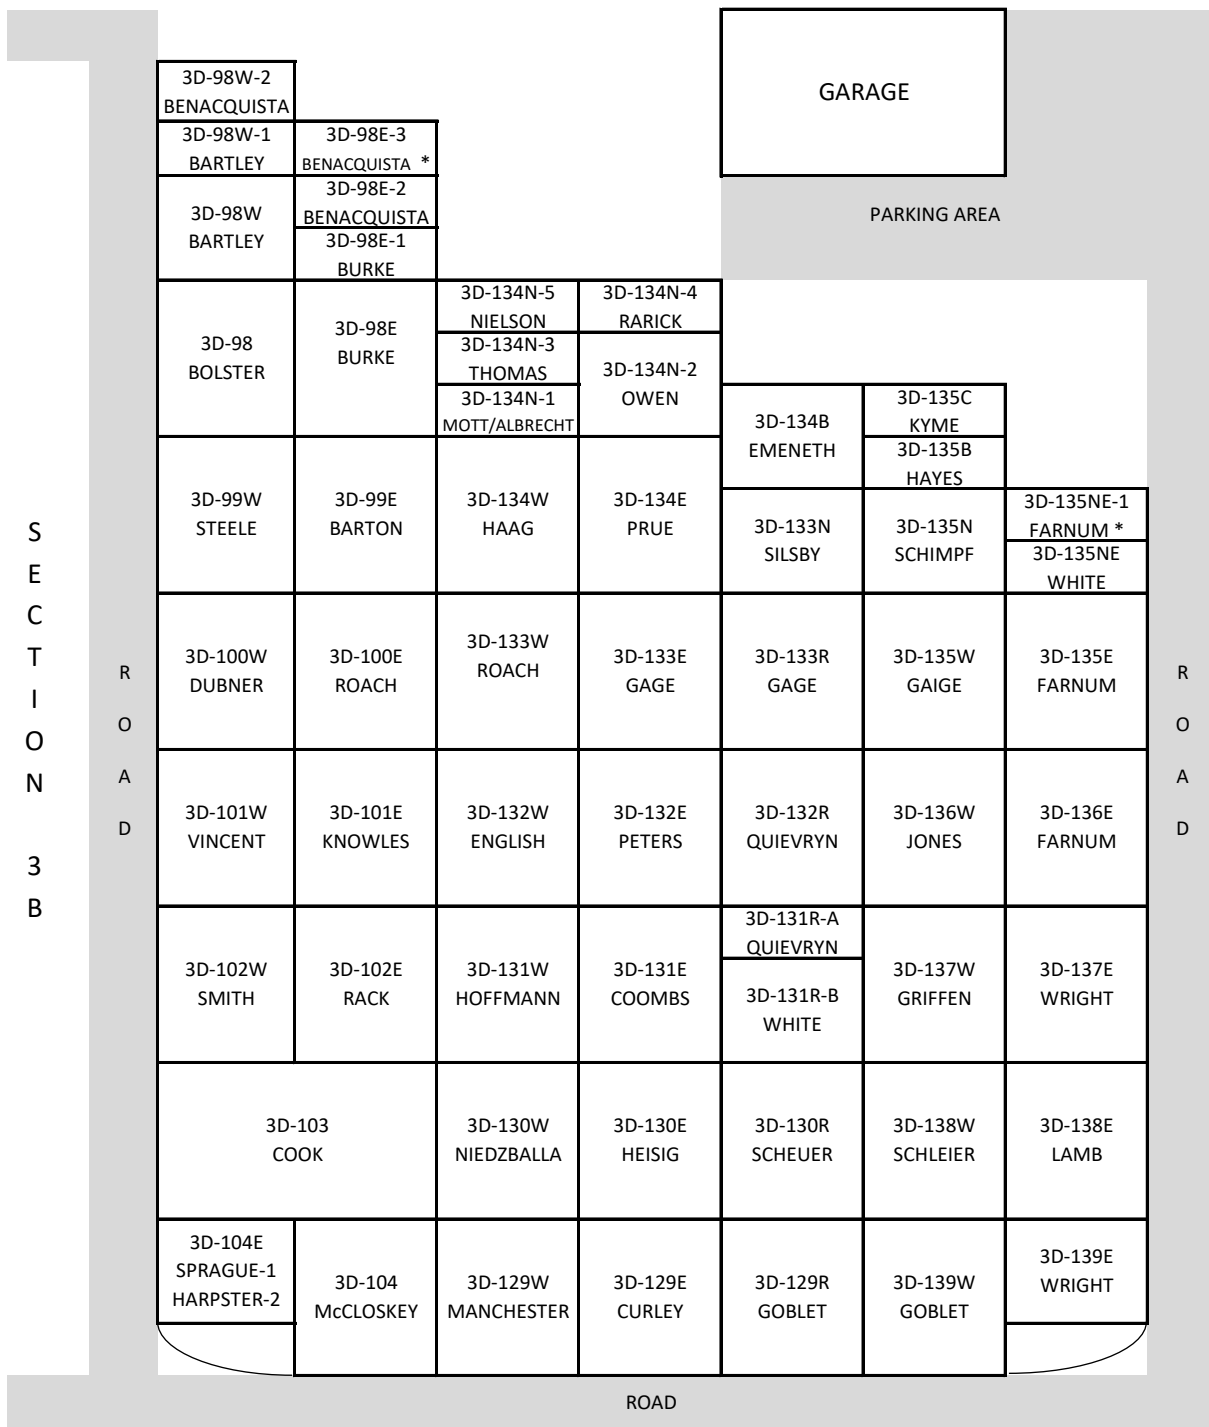 3D-98W-2
BENACQUISTA
GARAGE
3D-98W-1
BARTLEY
3D-98E-3
BENACQUISTA *
3D-98W
BARTLEY
3D-98E-2
BENACQUISTA
3D-98E-1
BURKE
PARKING AREA
3D-98
BOLSTER
3D-98E
BURKE
3D-134N-5
NIELSON
3D-134N-3
THOMAS
3D-134N-1
MOTT/ALBRECHT
3D-134N-4
RARICK
3D-134N-2
OWEN
3D-134B
EMENETH
3D-135C
KYME
3D-135B
HAYES
3D-99W
STEELE
3D-99E
BARTON
3D-134W
HAAG
3D-134E
PRUE
3D-133N
SILSBY
3D-135N
SCHIMPF
3D-135NE-1
FARNUM *
3D-135NE
WHITE
SECTION 3B
ROAD
3D-100W
DUBNER
3D-100E
ROACH
3D-133W
ROACH
3D-133E
GAGE
3D-133R
GAGE
3D-135W
GAIGE
3D-135E
FARNUM
ROAD
3D-101W
VINCENT
3D-101E
KNOWLES
3D-132W
ENGLISH
3D-132E
PETERS
3D-132R
QUIEVRYN
3D-136W
JONES
3D-136E
FARNUM
3D-102W
SMITH
3D-102E
RACK
3D-131W
HOFFMANN
3D-131E
COOMBS
3D-131R-A
QUIEVRYN
3D-131R-B
WHITE
3D-137W
GRIFFEN
3D-137E
WRIGHT
3D-103
COOK
3D-130W
NIEDZBALLA
3D-130E
HEISIG
3D-130R
SCHEUER
3D-138W
SCHLEIER
3D-138E
LAMB
3D-104E
SPRAGUE-1
HARPSTER-2
3D-104
McCLOSKEY
3D-129W
MANCHESTER
3D-129E
CURLEY
3D-129R
GOBLET
3D-139W
GOBLET
3D-139E
WRIGHT
ROAD